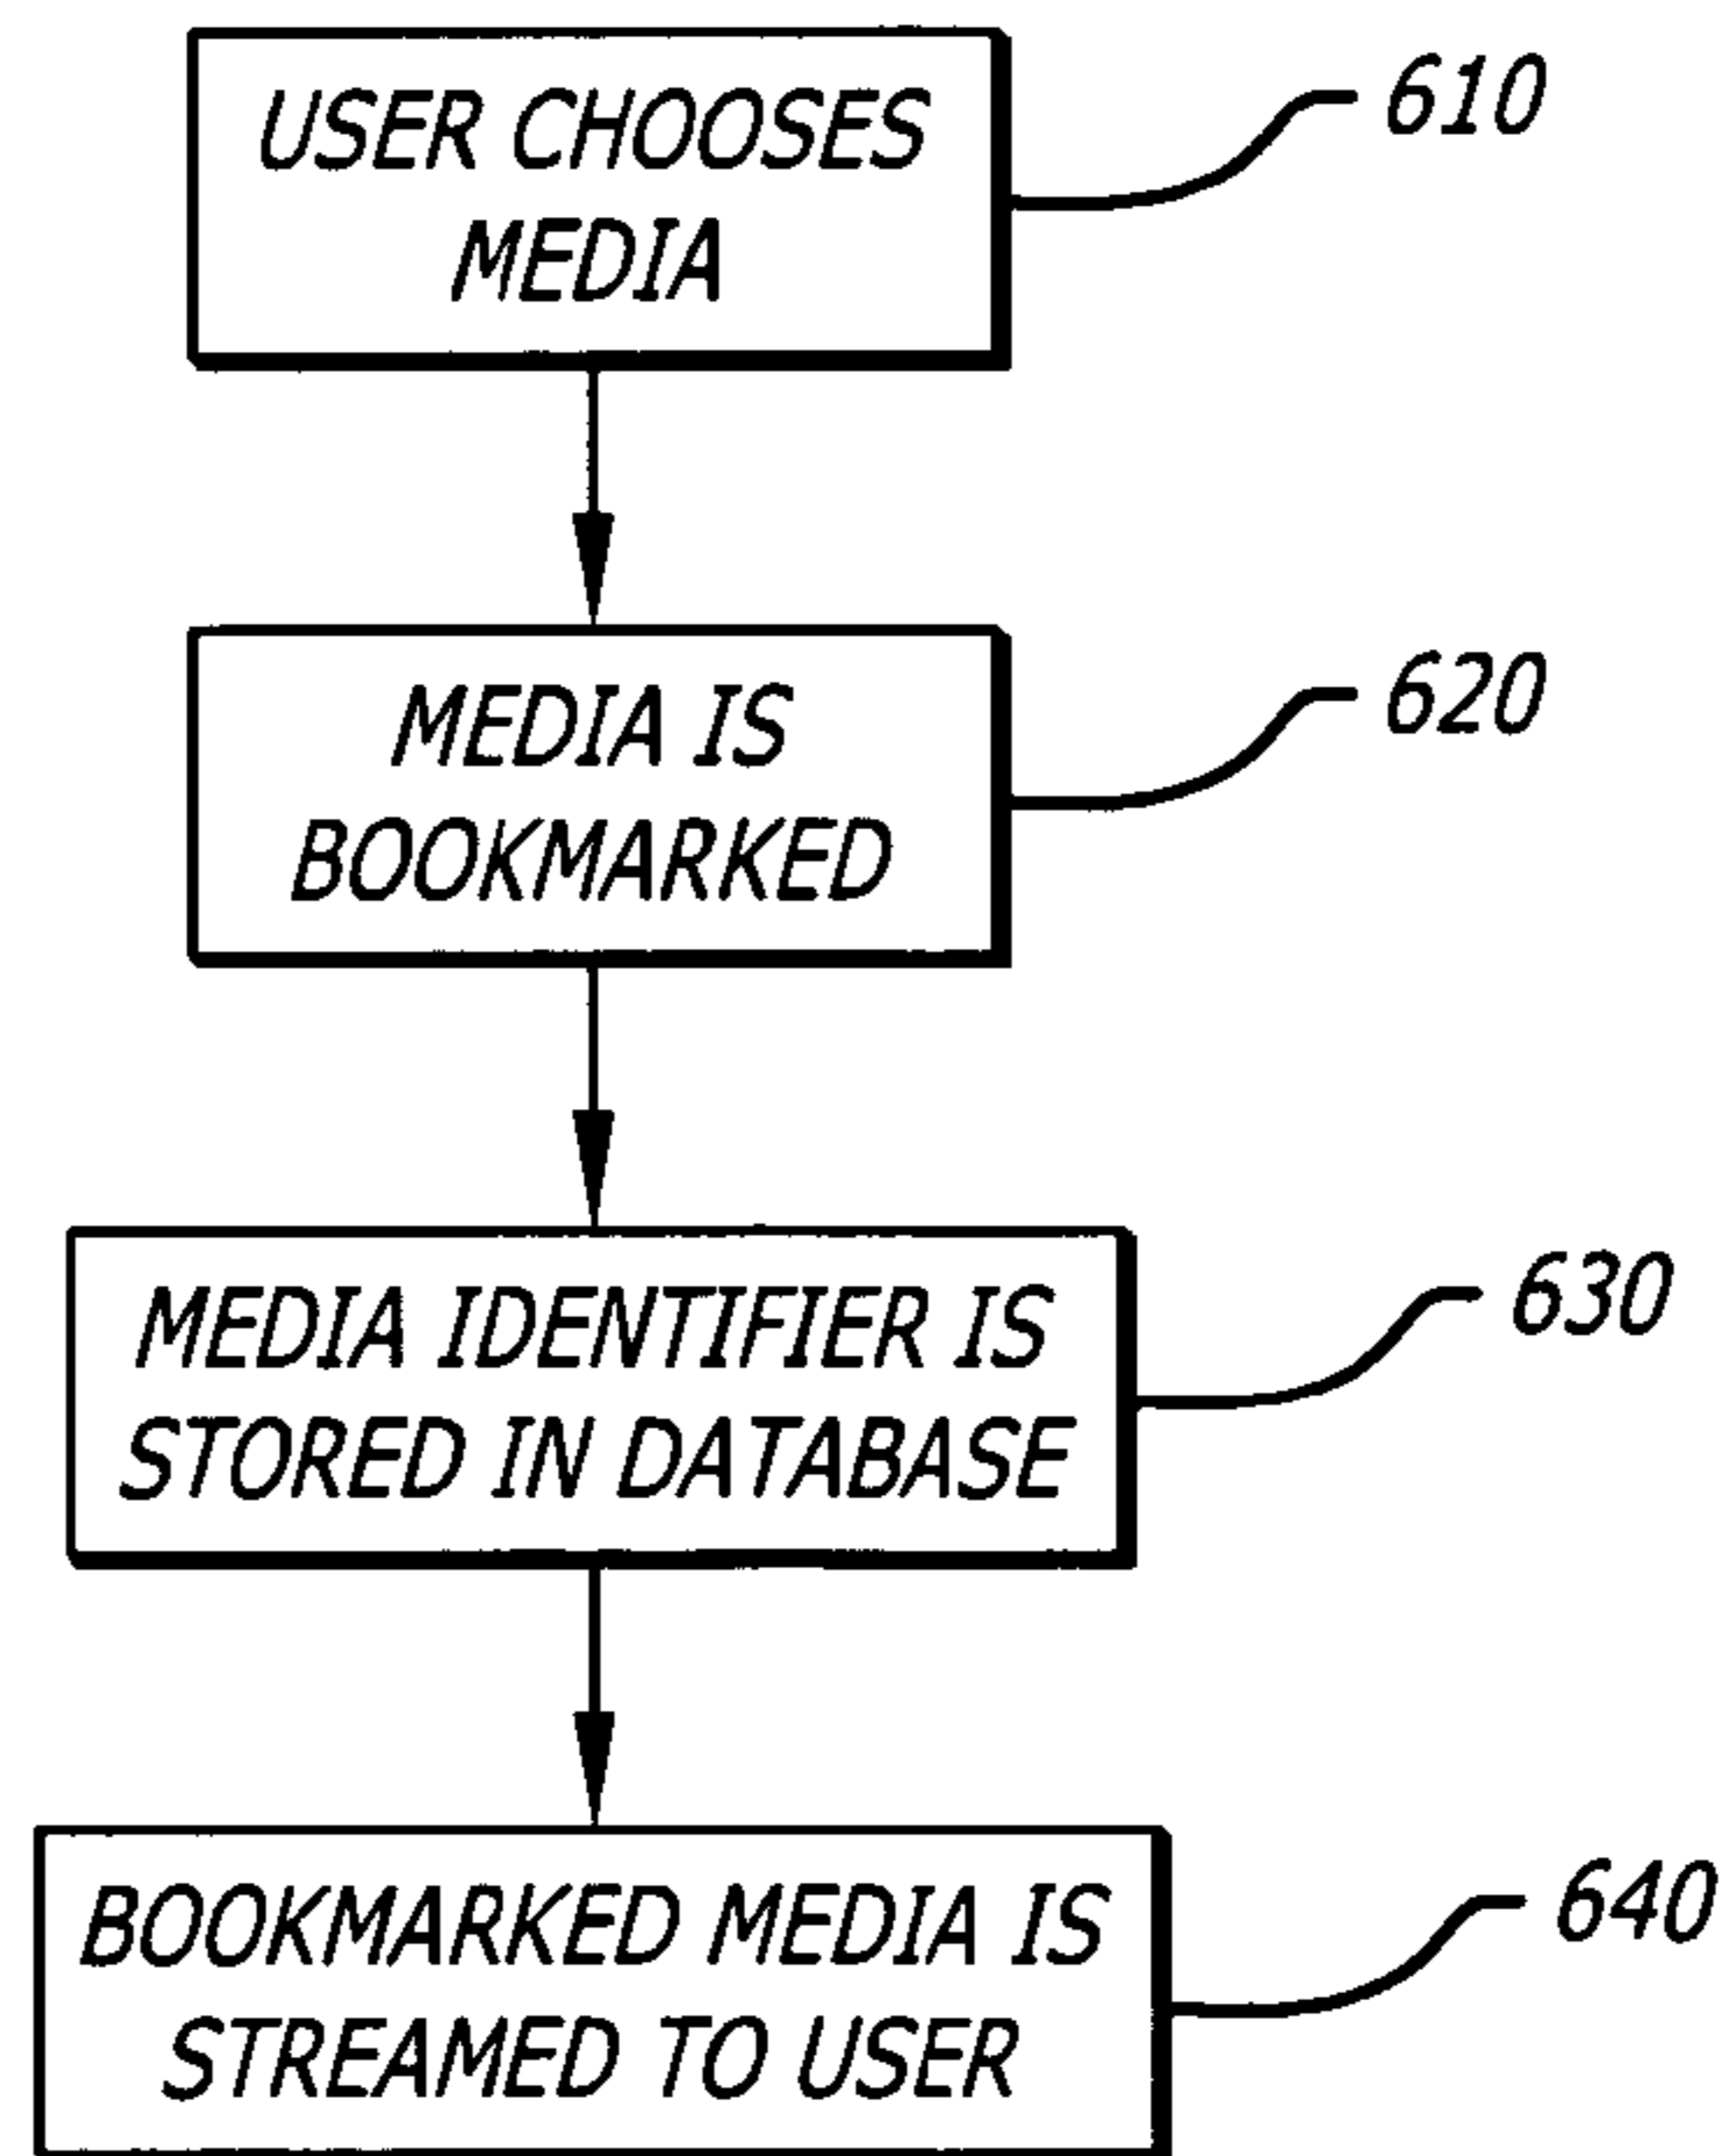 USER CHOOSES
MEDIA
610
MEDIA IS
BOOKMARKED
620
MEDIA IDENTIFIER IS
STORED IN DATABASE
630
BOOKMARKED MEDIA IS
STREAMED TO USER
640